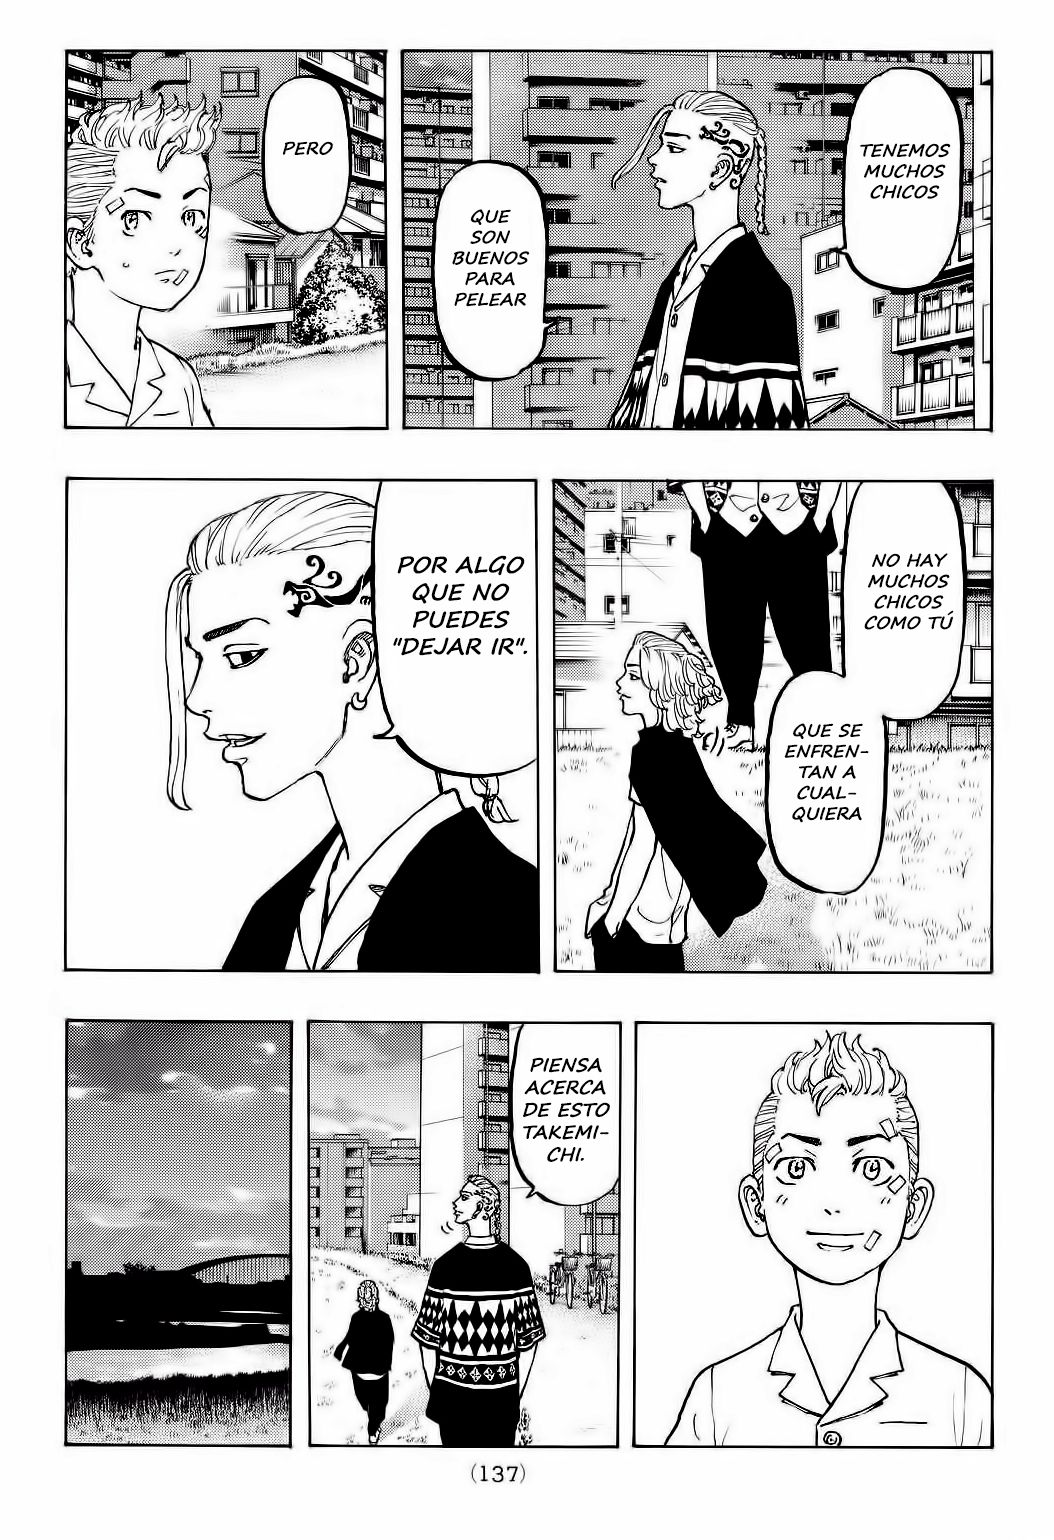 TENEMOS
MUCHOS
CHICOS
QUE
SON
BUENOS
PARA
PELEAR
PERO
NO HAY
MUCHOS
CHICOS
COMO TÚ
QUE SE
ENFREN-
TAN A
CUAL-
QUIERA
POR ALGO
QUE NO
PUEDES
"DEJAR IR".
PIENSA
ACERCA
DE ESTO
TAKEMI-
CHI.
(137)